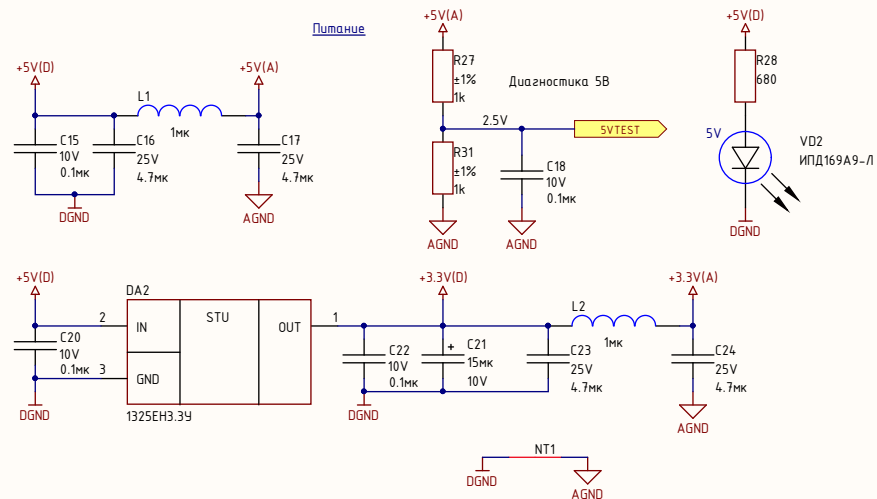 Питание
+5V(D)
L1
1мк
+5V(A)
C15
10V
0.1мк
C16
25V
4.7мк
C17
25V
4.7мк
DGND
AGND
+5V(A)
R27
±1%
1k
Диагностика 5В
2.5V
5VTEST
R31
±1%
1k
C18
10V
0.1мк
AGND
AGND
+5V(D)
R28
680
5V
VD2
ИПД169А9-Л
DGND
+5V(D)
DA2
2
IN
STU
OUT
1
C20
10V
0.1мк
3
GND
DGND
1325ЕН3.3У
+3.3V(D)
L2
1мк
+3.3V(A)
C22
10V
0.1мк
+
C21
15мк
10V
C23
25V
4.7мк
C24
25V
4.7мк
DGND
AGND
NT1
DGND
AGND